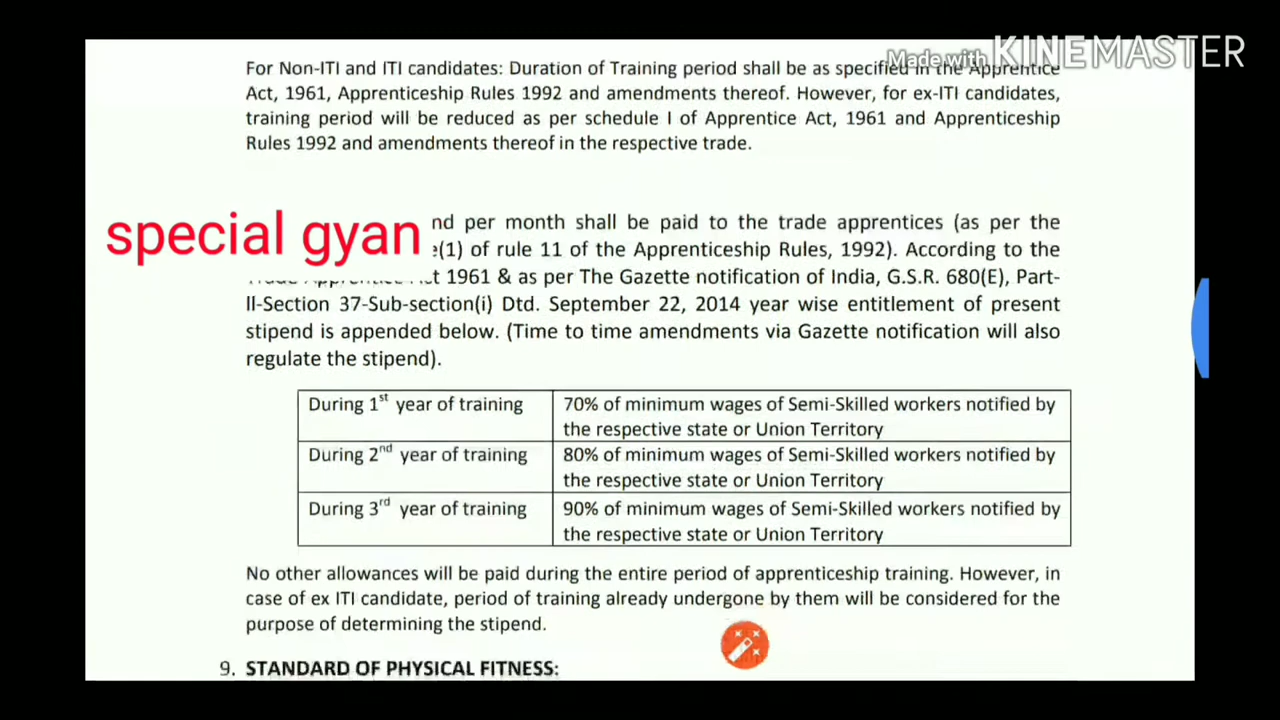 Made with KINEMASTER
For Non-ITI and ITI candidates: Duration of Training period shall be as specified in the Apprentice
Act, 1961, Apprenticeship Rules 1992 and amendments thereof. However, for ex-ITI candidates,
training period will be reduced as per schedule I of Apprentice Act, 1961 and Apprenticeship
Rules 1992 and amendments thereof in the respective trade.
special gyan
nd per month shall be paid to the trade apprentices (as per the
(1) of rule 11 of the Apprenticeship Rules, 1992). According to the
t 1961 & as per The Gazette notification of India, G.S.R. 680(E), Part-
II-Section 37-Sub-section(i) Dtd. September 22, 2014 year wise entitlement of present
stipend is appended below. (Time to time amendments via Gazette notification will also
regulate the stipend).
During 1st year of training 70% of minimum wages of Semi-Skilled workers notified by
the respective state or Union Territory
During 2nd year of training 80% of minimum wages of Semi-Skilled workers notified by
the respective state or Union Territory
During 3rd year of training 90% of minimum wages of Semi-Skilled workers notified by
the respective state or Union Territory
No other allowances will be paid during the entire period of apprenticeship training. However, in
case of ex ITI candidate, period of training already undergone by them will be considered for the
purpose of determining the stipend.
9. STANDARD OF PHYSICAL FITNESS: